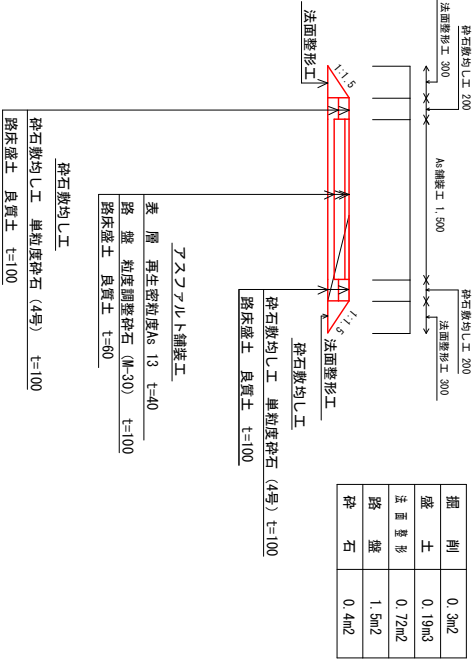 砕石敷均し工 200
法面整形工 300
As舗装工 1,500
砕石敷均し工 200
法面整形工 300
法面整形工
1:1.5
1:1.5
法面整形工
砕石敷均し工
砕石敷均し工 単粒度砕石(4号) t=100
路床盛土 良質土 t=100
アスファルト舗装工
表 層 再生密粒度As 13 t=40
路 盤 粒度調整砕石(M-30) t=100
路床盛土 良質土 t=60
砕石敷均し工
砕石敷均し工 単粒度砕石(4号) t=100
路床盛土 良質土 t=100
掘 削 0.3m2
盛 土 0.19m3
法 面 整 形 0.72m2
路 盤 1.5m2
砕 石 0.4m2